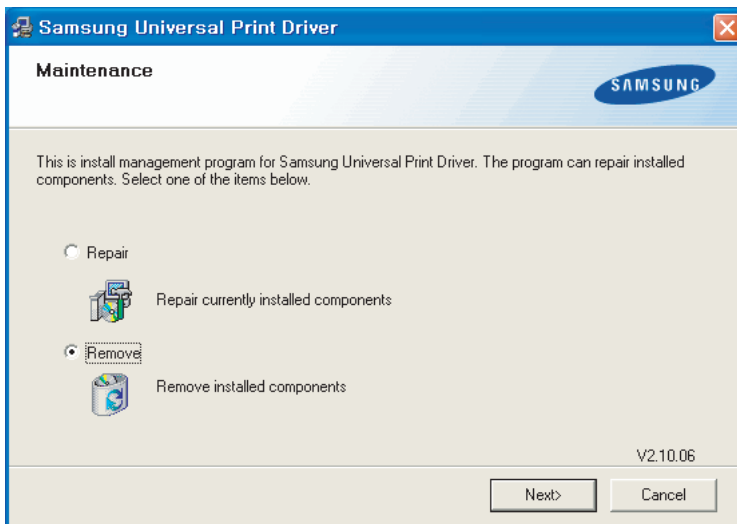 Samsung Universal Print Driver
Maintenance
SAMSUNG
This is install management program for Samsung Universal Print Driver. The program can repair installed
components. Select one of the items below.
Repair
Repair currently installed components
Remove
Remove installed components
V2.10.06
Next>
Cancel